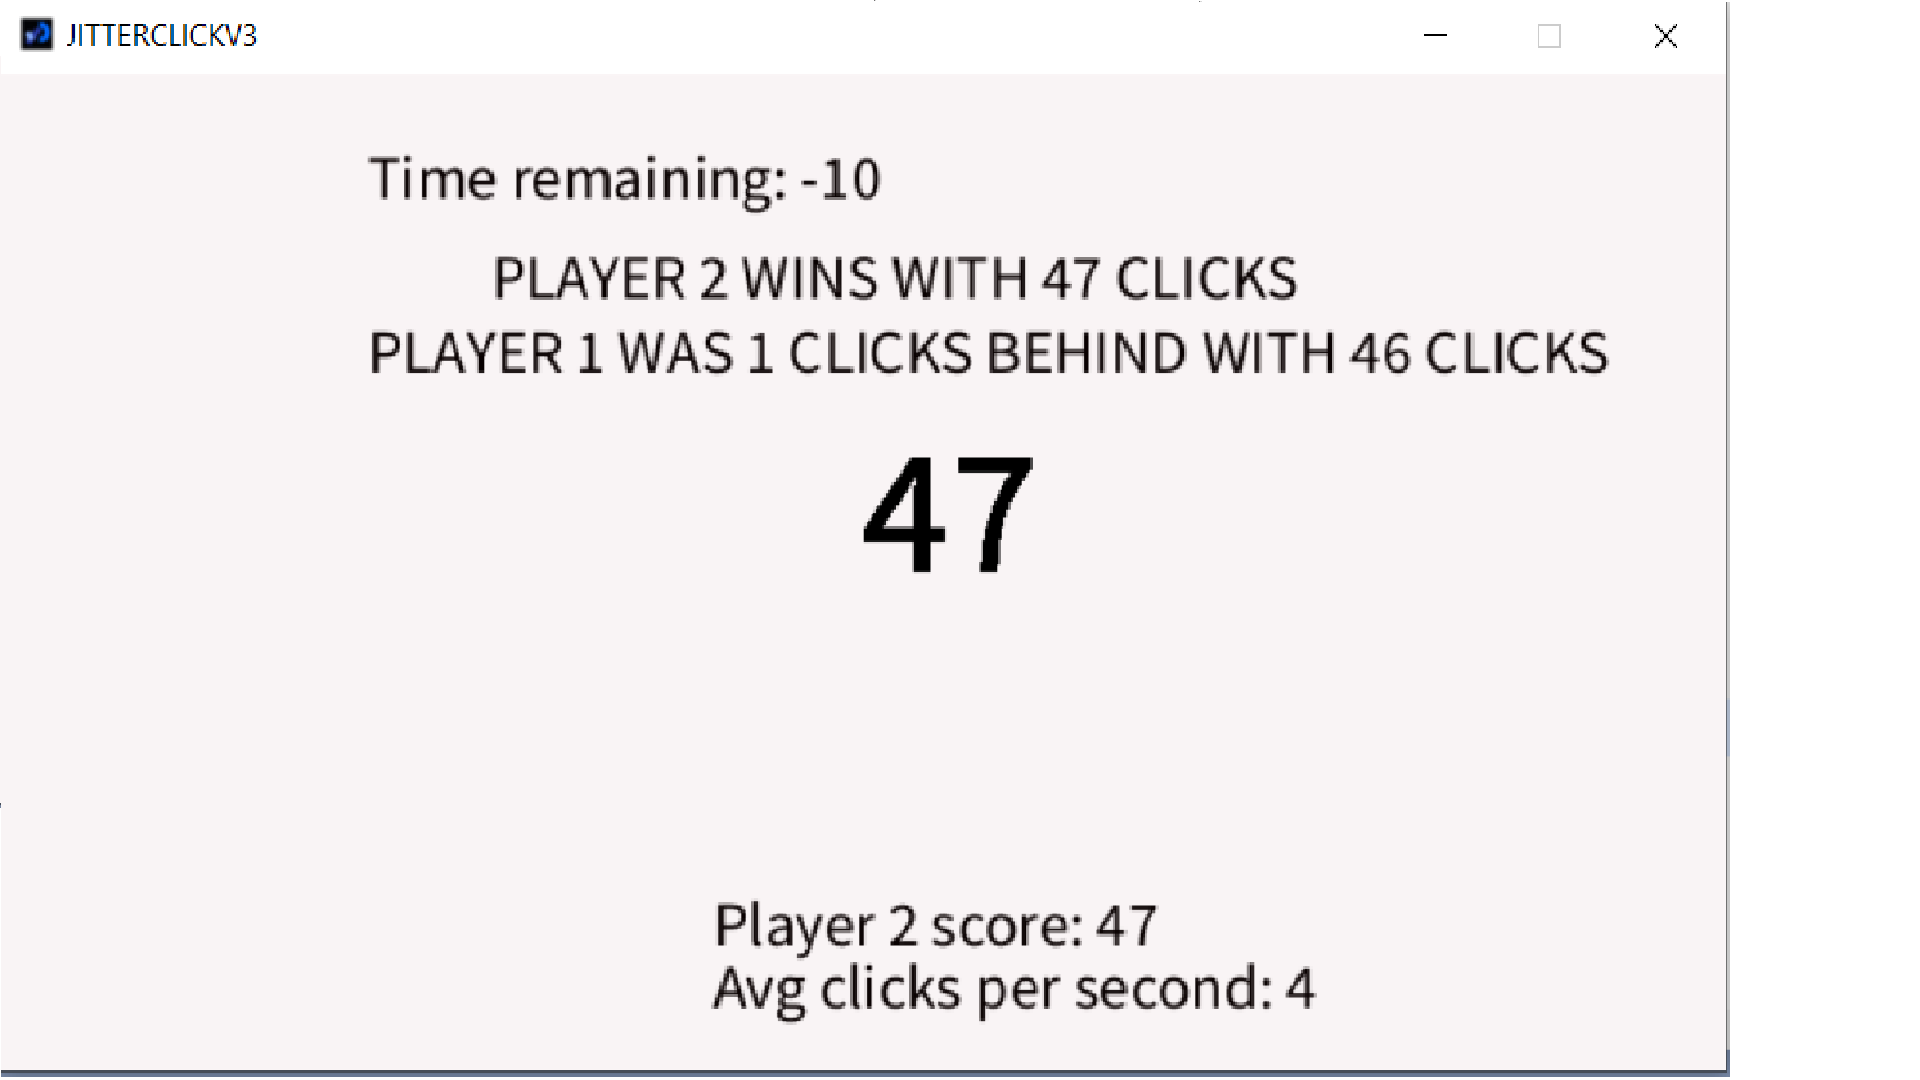 JITTERCLICKV3
Time remaining: -10
PLAYER 2 WINS WITH 47 CLICKS
PLAYER 1 WAS 1 CLICKS BEHIND WITH 46 CLICKS
47
Player 2 score: 47
Avg clicks per second: 4